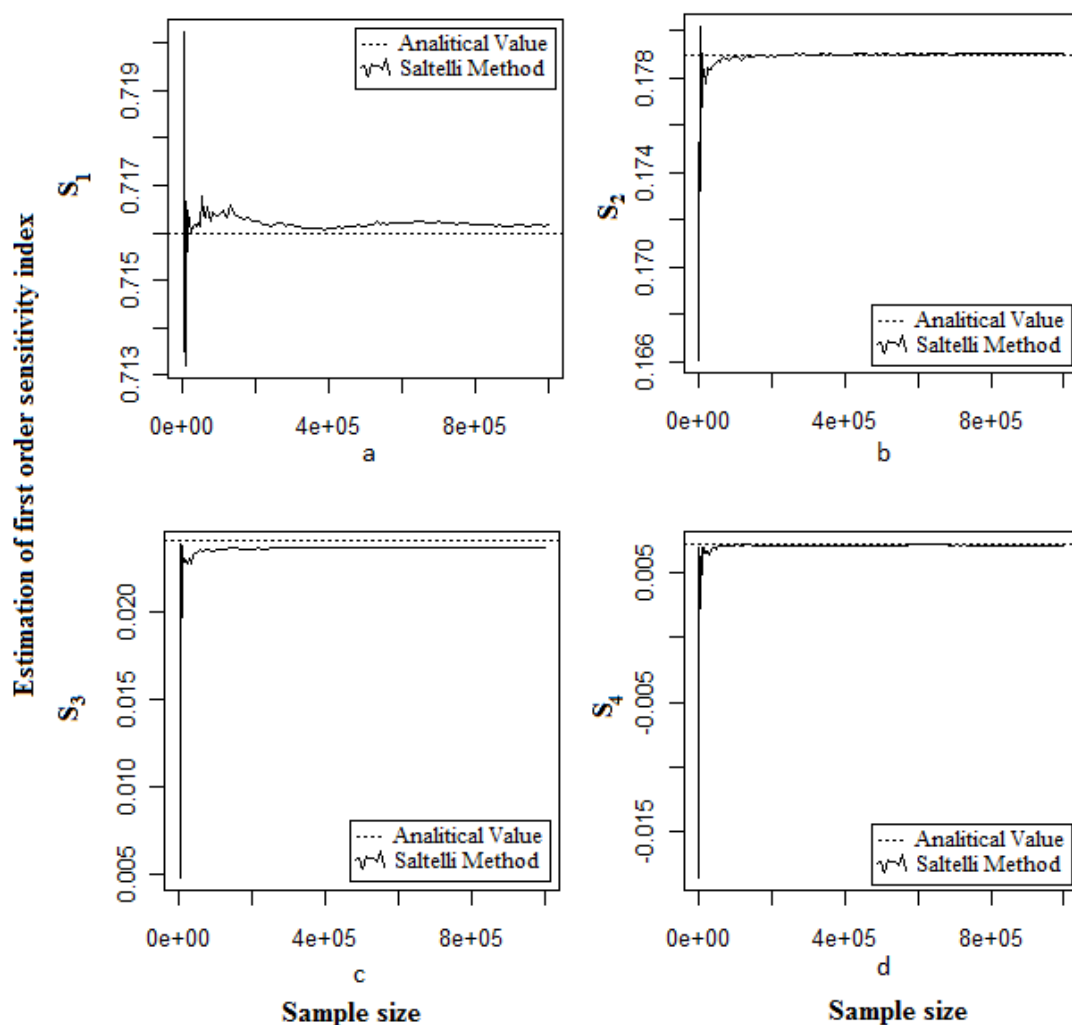 Estimation of first order sensitivity index
S1
0.719
0.717
0.715
0.713
Analitical Value
Saltelli Method
0e+00 4e+05 8e+05
a
S2
0.178
0.174
0.170
0.166
Analitical Value
Saltelli Method
0e+00 4e+05 8e+05
b
S3
0.020
0.015
0.010
0.005
Analitical Value
Saltelli Method
0e+00 4e+05 8e+05
c
Sample size
S4
0.005
-0.005
-0.015
Analitical Value
Saltelli Method
0e+00 4e+05 8e+05
d
Sample size